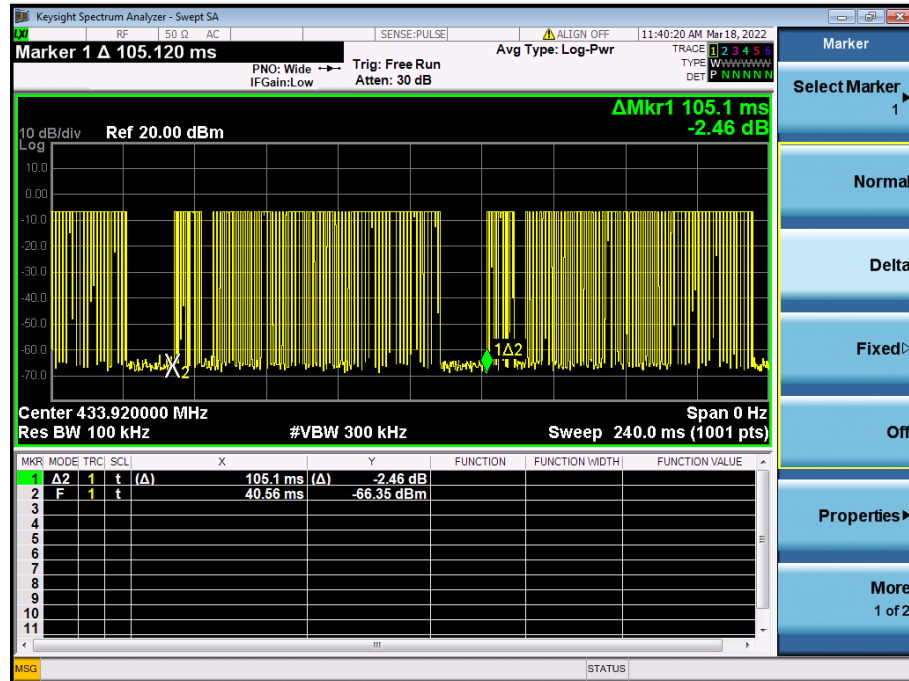 Keysight Spectrum Analyzer - Swept SA
LXI RF 50 Ω AC SENSE:PULSE ALIGN OFF 11:40:20 AM Mar 18, 2022
Marker 1 Δ 105.120 ms
PNO: Wide
IFGain:Low
Trig: Free Run
Atten: 30 dB
Avg Type: Log-Pwr
TRACE 1 2 3 4 5 6
TYPE WWWWWW
DET P N N N N N
ΔMkr1 105.1 ms
-2.46 dB
10 dB/div Ref 20.00 dBm
Log
10.0
0.00
-10.0
-20.0
-30.0
-40.0
-50.0
-60.0
-70.0
X2
1Δ2
Center 433.920000 MHz Span 0 Hz
Res BW 100 kHz #VBW 300 kHz Sweep 240.0 ms (1001 pts)
MKR MODE TRC SCL X Y FUNCTION FUNCTION WIDTH FUNCTION VALUE
1 Δ2 1 t (Δ) 105.1 ms (Δ) -2.46 dB
2 F 1 t 40.56 ms -66.35 dBm
3
4
5
6
7
8
9
10
11
MSG STATUS
Marker
Select Marker
1
Normal
Delta
Fixed
Off
Properties
More
1 of 2